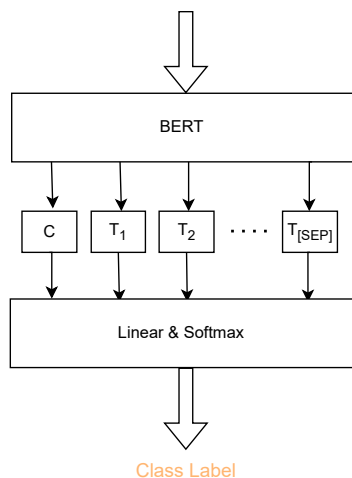 BERT
C T1 T2 .... T[SEP]
Linear & Softmax
Class Label